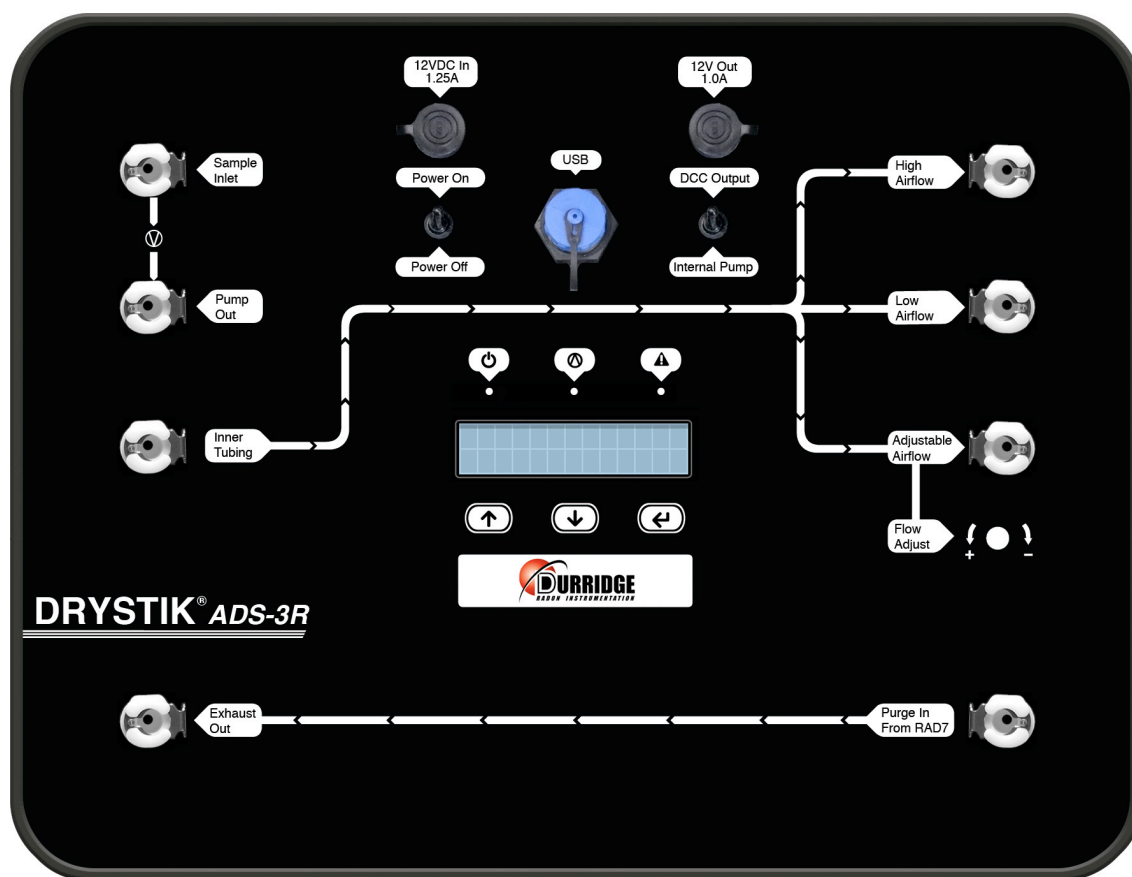 12VDC In
1.25A
12V Out
1.0A
USB
Sample
Inlet
Power On
DCC Output
High
Airflow
Power Off
Internal Pump
Pump
Out
Low
Airflow
Inner
Tubing
Adjustable
Airflow
Flow
Adjust
+ −
DURRIDGE
RADON INSTRUMENTATION
DRYSTIK® ADS-3R
Exhaust
Out
Purge In
From RAD7